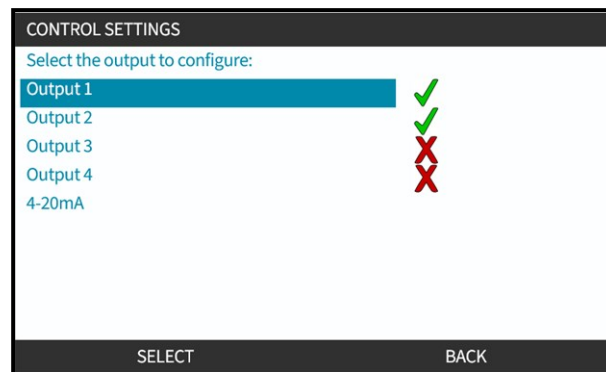 CONTROL SETTINGS
Select the output to configure:
Output 1
Output 2
Output 3
Output 4
4-20mA
SELECT BACK